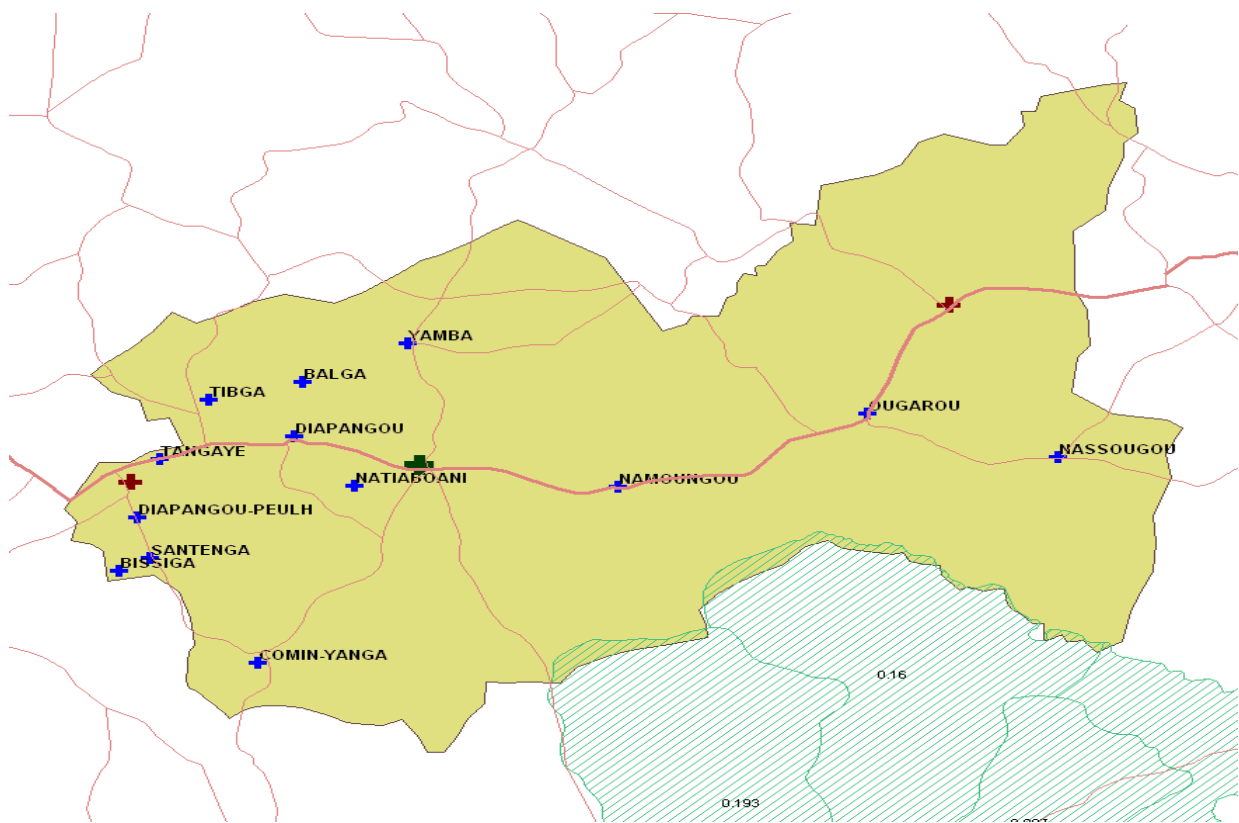 YAMBA
BALGA
TIBGA
OUGAROU
DIAPANGOU
TANGAYE
NASSOUGOU
NATIABOANI
NAMOUNGOU
DIAPANGOU-PEULH
SANTENGA
BISSIGA
COMIN-YANGA
0.16
0.193